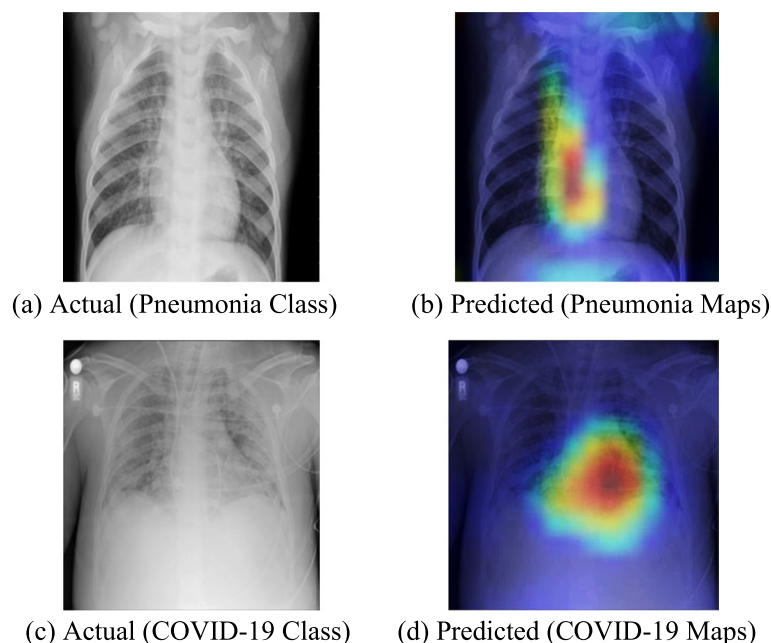 (a) Actual (Pneumonia Class)
(b) Predicted (Pneumonia Maps)
R
R
(c) Actual (COVID-19 Class)
(d) Predicted (COVID-19 Maps)